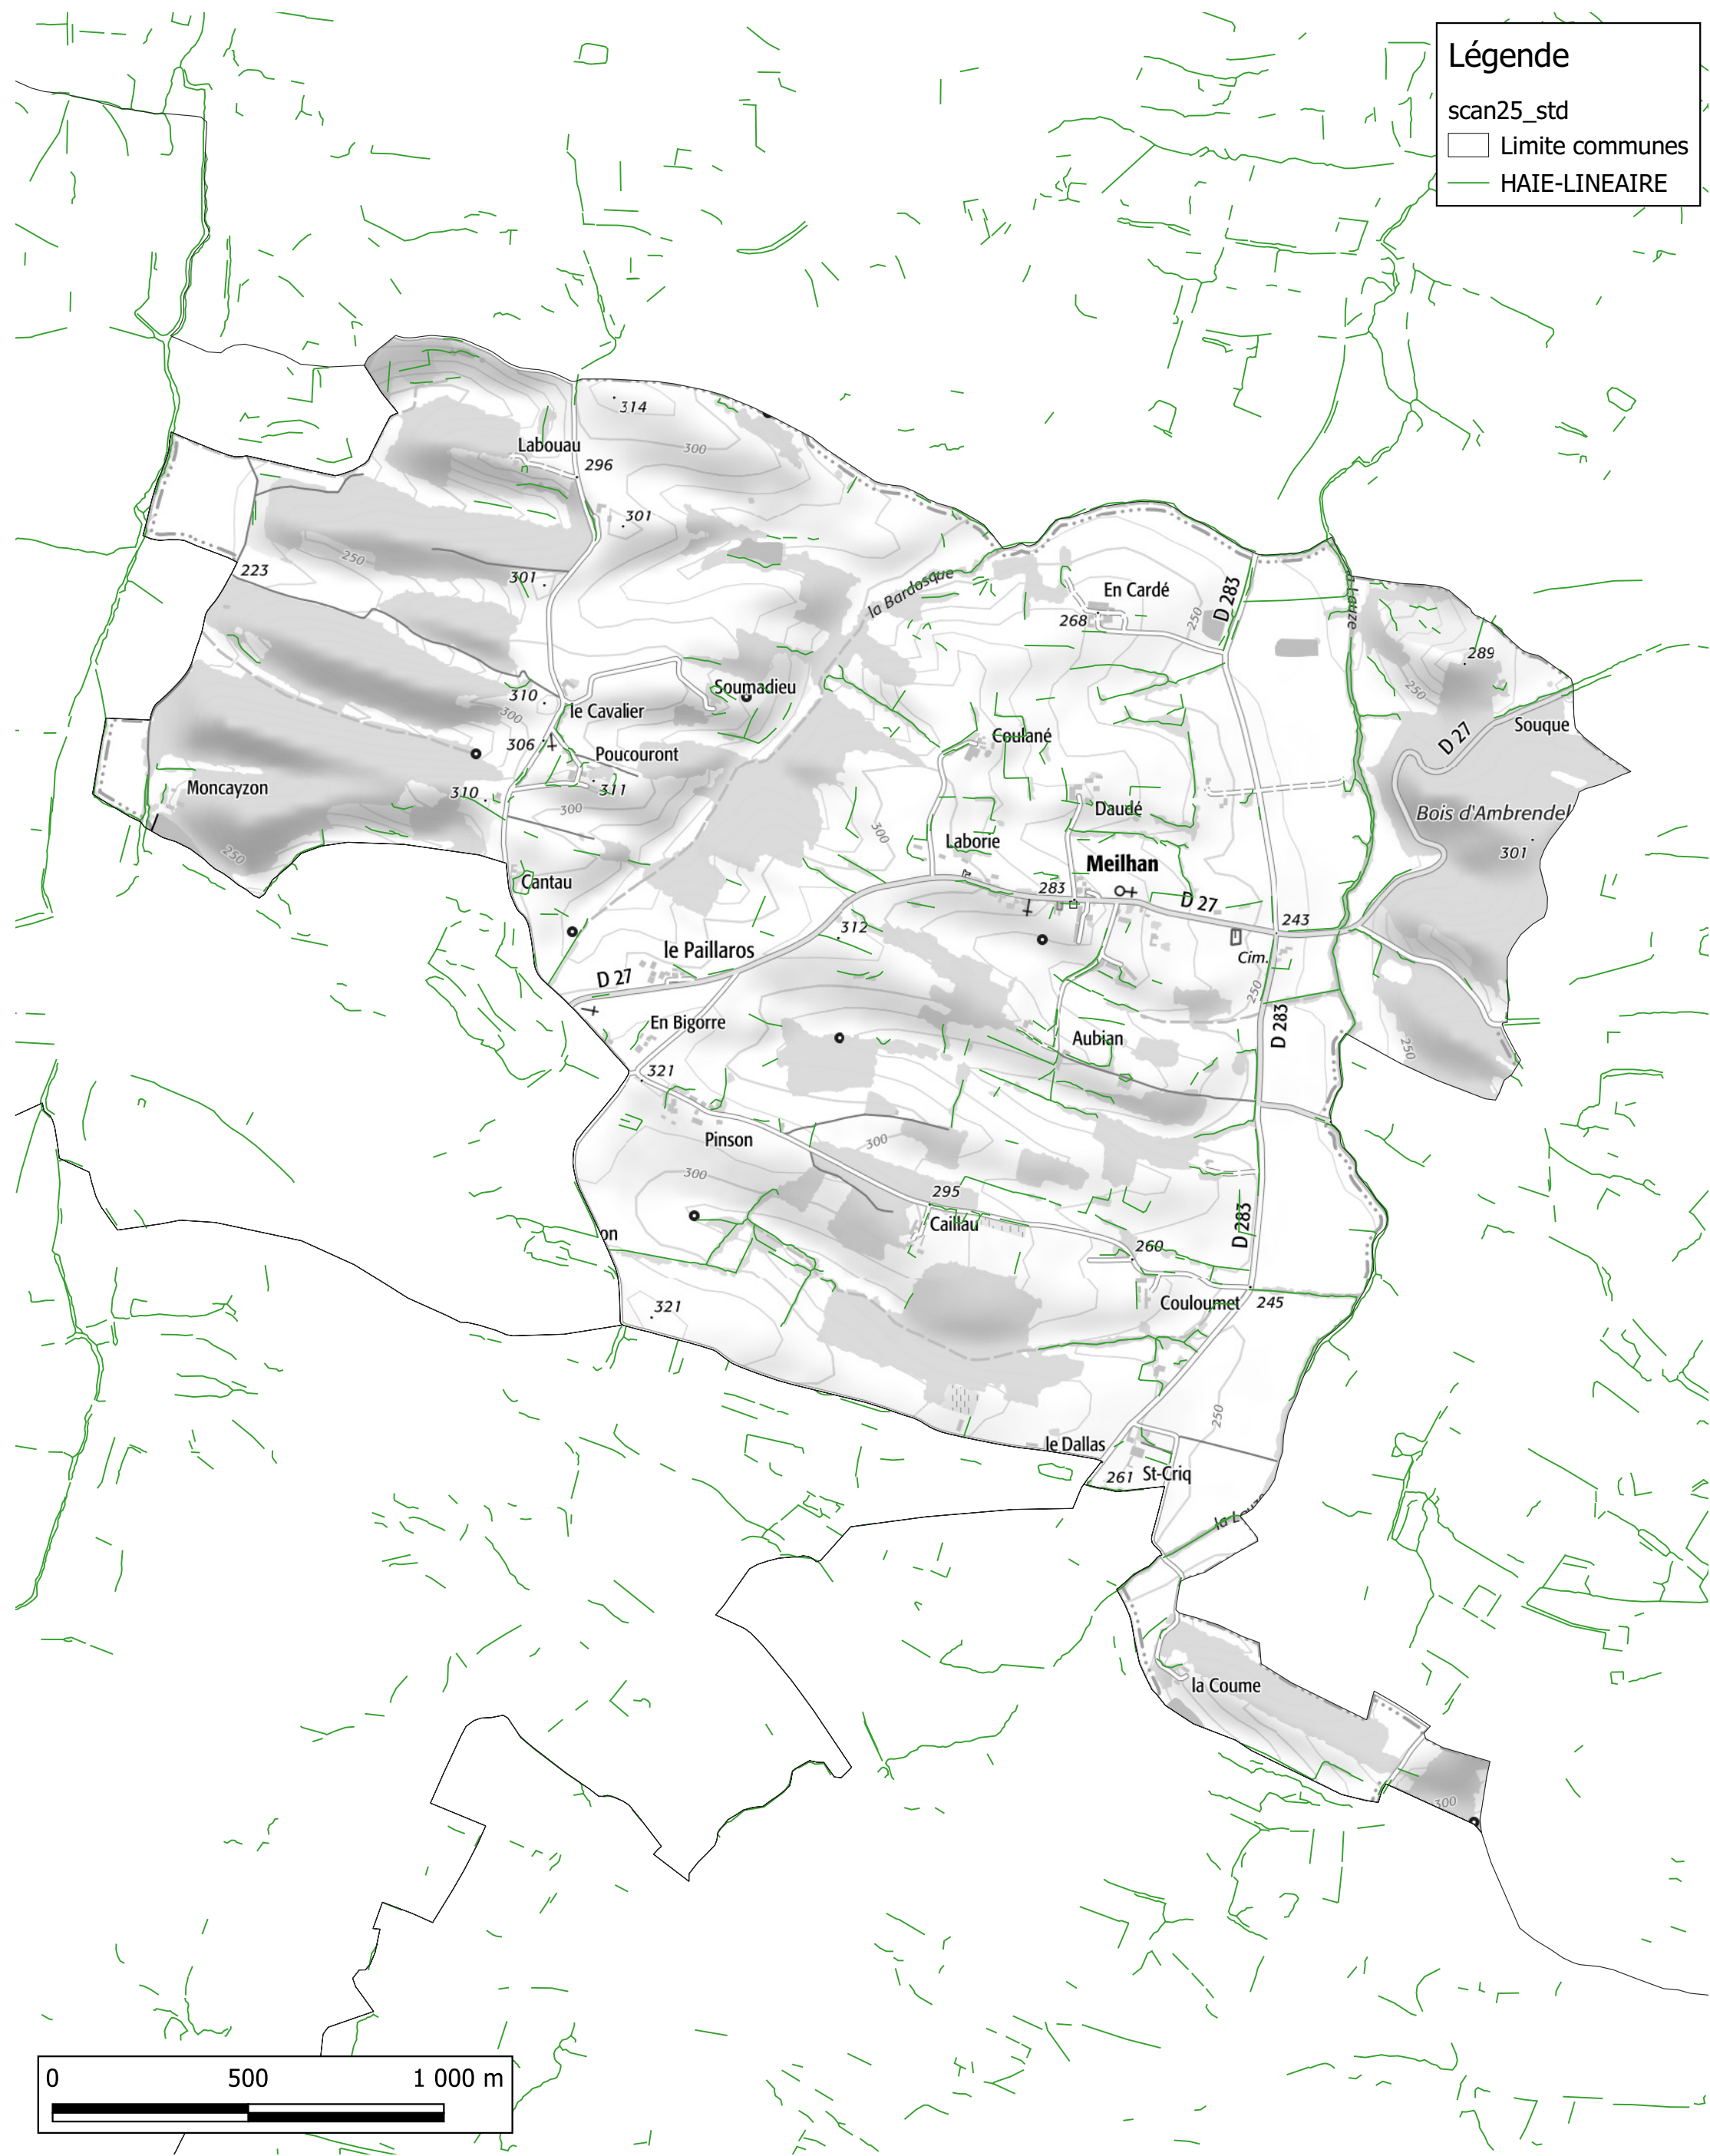 Légende
scan25_std
Limite communes
HAIE-LINEAIRE
314
300
Labouau
296
301
250
223
301
la Bardosque
En Cardé
268
250
D 283
Lauze
289
250
Souque
D 27
310
300
le Cavalier
Soumadieu
306
Poucouront
310
311
300
Moncayzon
250
Coulané
Daudé
Bois d'Ambrendel
301
300
Laborie
Meilhan
283
D 27
243
Cantau
312
le Paillaros
Cim.
D 27
250
En Bigorre
Aubian
D 283
250
321
Pinson
300
300
295
Caillau
on
D 283
260
Couloumet
245
321
250
le Dallas
261
St-Criq
la L
la Coume
300
0 500 1 000 m